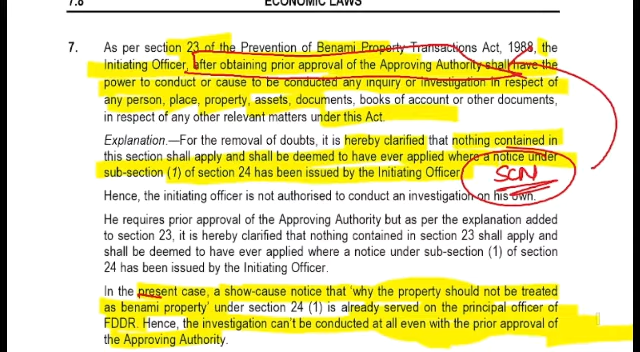 7.8 ECONOMIC LAWS
7. As per section 23 of the Prevention of Benami Property Transactions Act, 1988, the
Initiating Officer, after obtaining prior approval of the Approving Authority shall have the
power to conduct or cause to be conducted any inquiry or investigation in respect of
any person, place, property, assets, documents, books of account or other documents,
in respect of any other relevant matters under this Act.
Explanation.—For the removal of doubts, it is hereby clarified that nothing contained in
this section shall apply and shall be deemed to have ever applied where a notice under
sub-section (1) of section 24 has been issued by the Initiating Officer.
SCN
Hence, the initiating officer is not authorised to conduct an investigation on his own.
He requires prior approval of the Approving Authority but as per the explanation added
to section 23, it is hereby clarified that nothing contained in section 23 shall apply and
shall be deemed to have ever applied where a notice under sub-section (1) of section
24 has been issued by the Initiating Officer.
In the present case, a show-cause notice that 'why the property should not be treated
as benami property' under section 24 (1) is already served on the principal officer of
FDDR. Hence, the investigation can't be conducted at all even with the prior approval of
the Approving Authority.